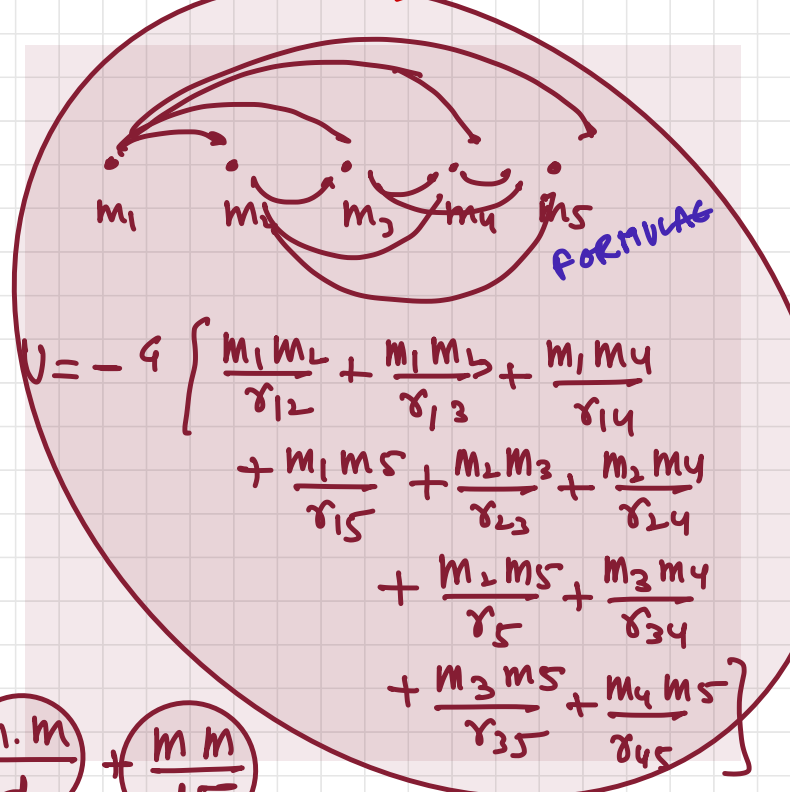 m₁ m₂ m₃ m₄ m₅
FORMULAE
U = - G [ m₁m₂/r₁₂ + m₁m₃/r₁₃ + m₁m₄/r₁₄
+ m₁m₅/r₁₅ + m₂m₃/r₂₃ + m₂m₄/r₂₄
+ m₂m₅/r₅ + m₃m₄/r₃₄
+ m₃m₅/r₃₅ + m₄m₅/r₄₅ ]
m + m m